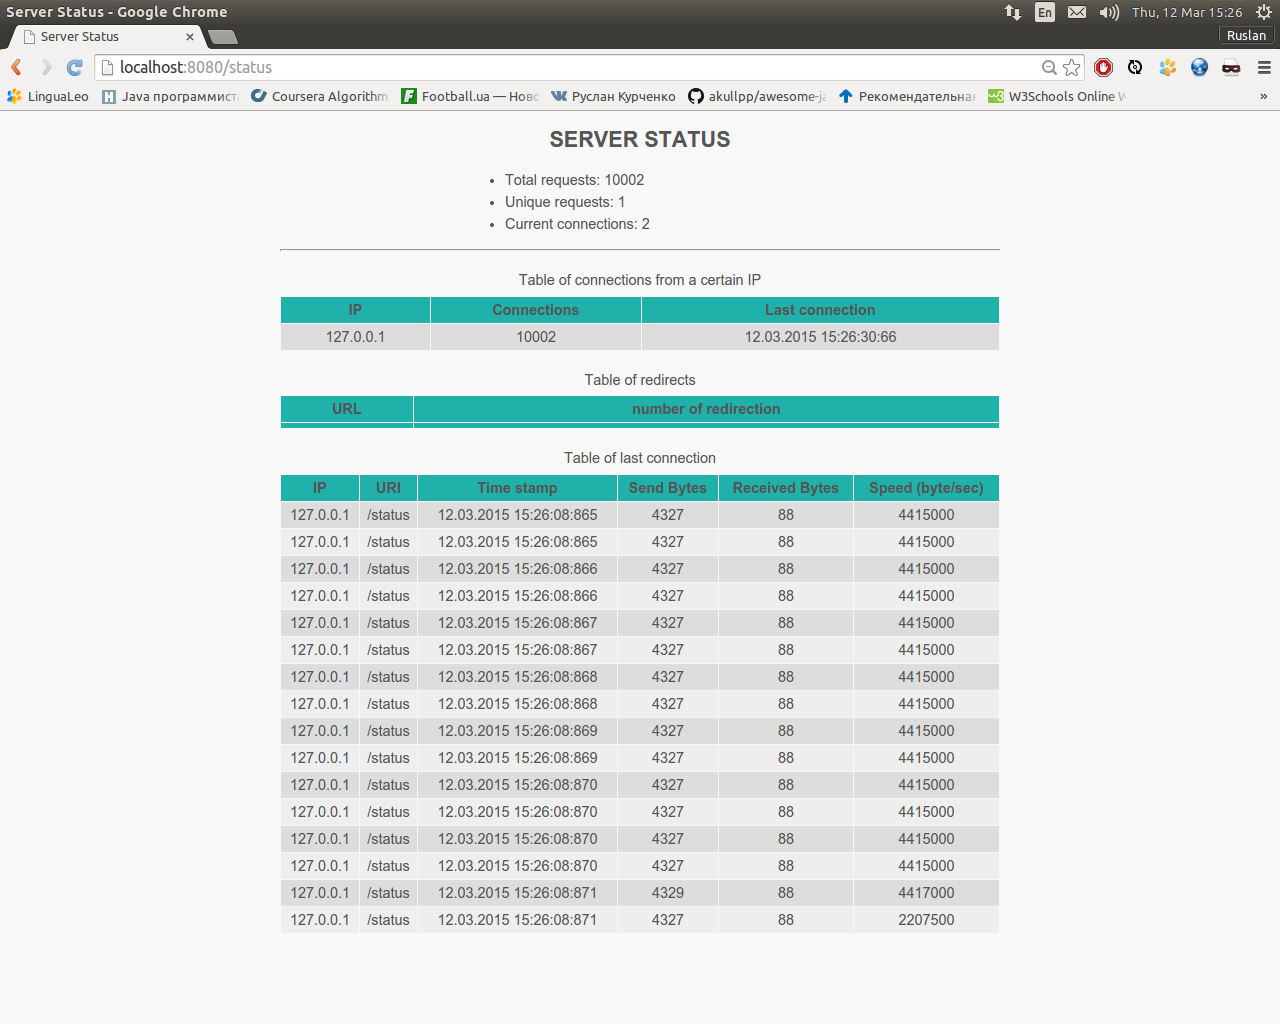 Server Status - Google Chrome
En
Thu, 12 Mar 15:26
Server Status
Ruslan
localhost:8080/status
LinguaLeo
Java программист
Coursera Algorithm
Football.ua — Ново
Руслан Курченко
akullpp/awesome-ja
Рекомендательная
W3Schools Online W
»
SERVER STATUS
• Total requests: 10002
• Unique requests: 1
• Current connections: 2
Table of connections from a certain IP
IP Connections Last connection
127.0.0.1 10002 12.03.2015 15:26:30:66
Table of redirects
URL number of redirection
Table of last connection
IP URI Time stamp Send Bytes Received Bytes Speed (byte/sec)
127.0.0.1 /status 12.03.2015 15:26:08:865 4327 88 4415000
127.0.0.1 /status 12.03.2015 15:26:08:865 4327 88 4415000
127.0.0.1 /status 12.03.2015 15:26:08:866 4327 88 4415000
127.0.0.1 /status 12.03.2015 15:26:08:866 4327 88 4415000
127.0.0.1 /status 12.03.2015 15:26:08:867 4327 88 4415000
127.0.0.1 /status 12.03.2015 15:26:08:867 4327 88 4415000
127.0.0.1 /status 12.03.2015 15:26:08:868 4327 88 4415000
127.0.0.1 /status 12.03.2015 15:26:08:868 4327 88 4415000
127.0.0.1 /status 12.03.2015 15:26:08:869 4327 88 4415000
127.0.0.1 /status 12.03.2015 15:26:08:869 4327 88 4415000
127.0.0.1 /status 12.03.2015 15:26:08:870 4327 88 4415000
127.0.0.1 /status 12.03.2015 15:26:08:870 4327 88 4415000
127.0.0.1 /status 12.03.2015 15:26:08:870 4327 88 4415000
127.0.0.1 /status 12.03.2015 15:26:08:870 4327 88 4415000
127.0.0.1 /status 12.03.2015 15:26:08:871 4329 88 4417000
127.0.0.1 /status 12.03.2015 15:26:08:871 4327 88 2207500